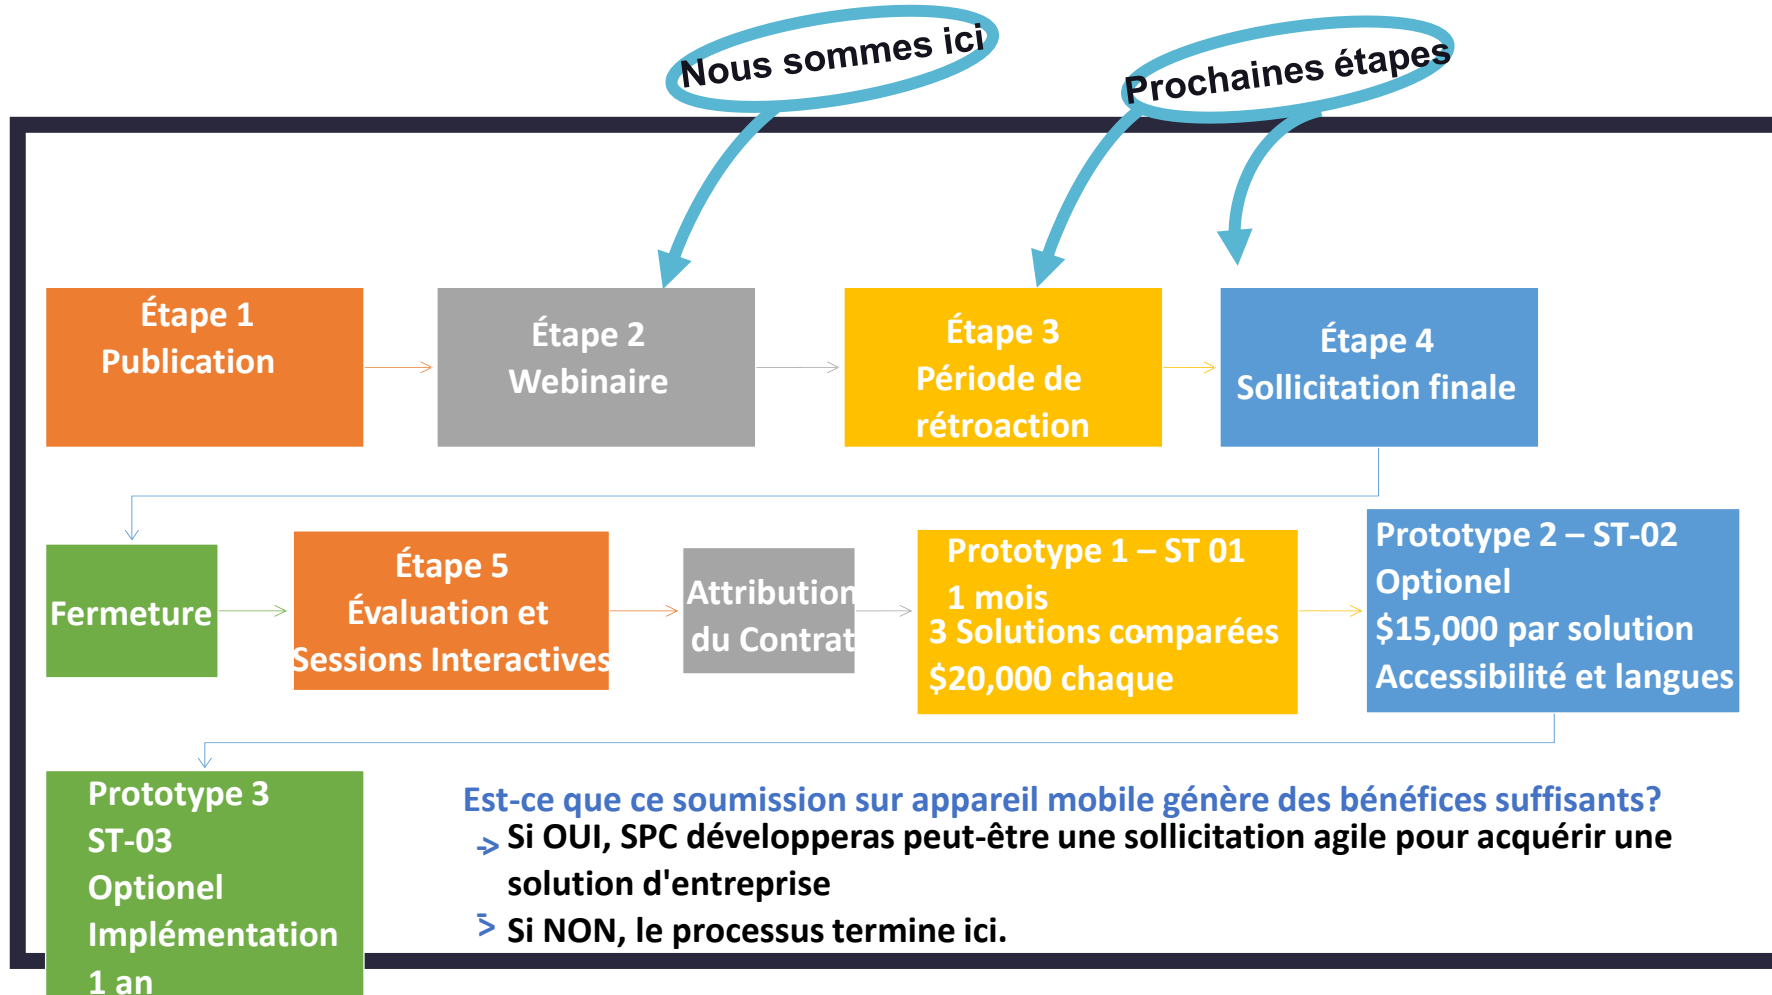 Nous sommes ici
Prochaines étapes
Étape 1
Publication
Étape 2
Webinaire
Étape 3
Période de
rétroaction
Étape 4
Sollicitation finale
Fermeture
Étape 5
Évaluation et
Sessions Interactives
Attribution
du Contrat
Prototype 1 – ST 01
1 mois
3 Solutions comparées
$20,000 chaque
Prototype 2 – ST-02
Optionel
$15,000 par solution
Accessibilité et langues
Prototype 3
ST-03
Optionel
Implémentation
1 an
Est-ce que ce soumission sur appareil mobile génère des bénéfices suffisants?
-> Si OUI, SPC développeras peut-être une sollicitation agile pour acquérir une
solution d'entreprise
-> Si NON, le processus termine ici.